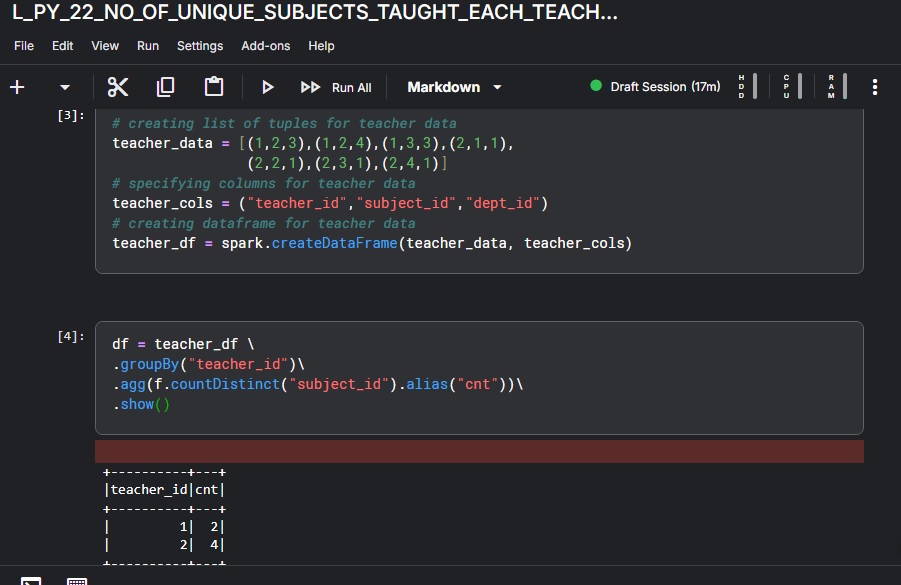 L_PY_22_NO_OF_UNIQUE_SUBJECTS_TAUGHT_EACH_TEACH...
File Edit View Run Settings Add-ons Help
Run All Markdown Draft Session (17m) HDD CPU RAM
[3]:
# creating list of tuples for teacher data
teacher_data = [(1,2,3),(1,2,4),(1,3,3),(2,1,1),
(2,2,1),(2,3,1),(2,4,1)]
# specifying columns for teacher data
teacher_cols = ("teacher_id","subject_id","dept_id")
# creating dataframe for teacher data
teacher_df = spark.createDataFrame(teacher_data, teacher_cols)
[4]:
df = teacher_df \
.groupBy("teacher_id")\
.agg(f.countDistinct("subject_id").alias("cnt"))\
.show()
+----------+---+
|teacher_id|cnt|
+----------+---+
|         1|  2|
|         2|  4|
+----------+---+